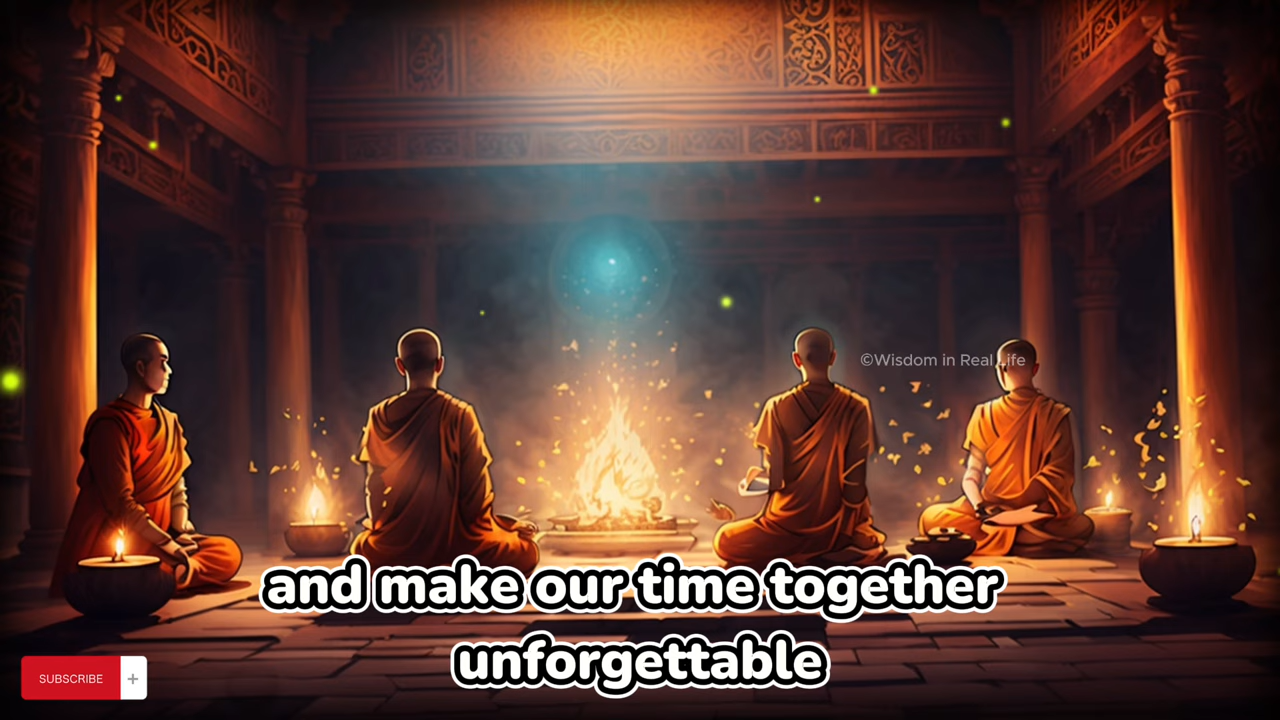 ©Wisdom in Real Life
and make our time together
unforgettable
SUBSCRIBE +